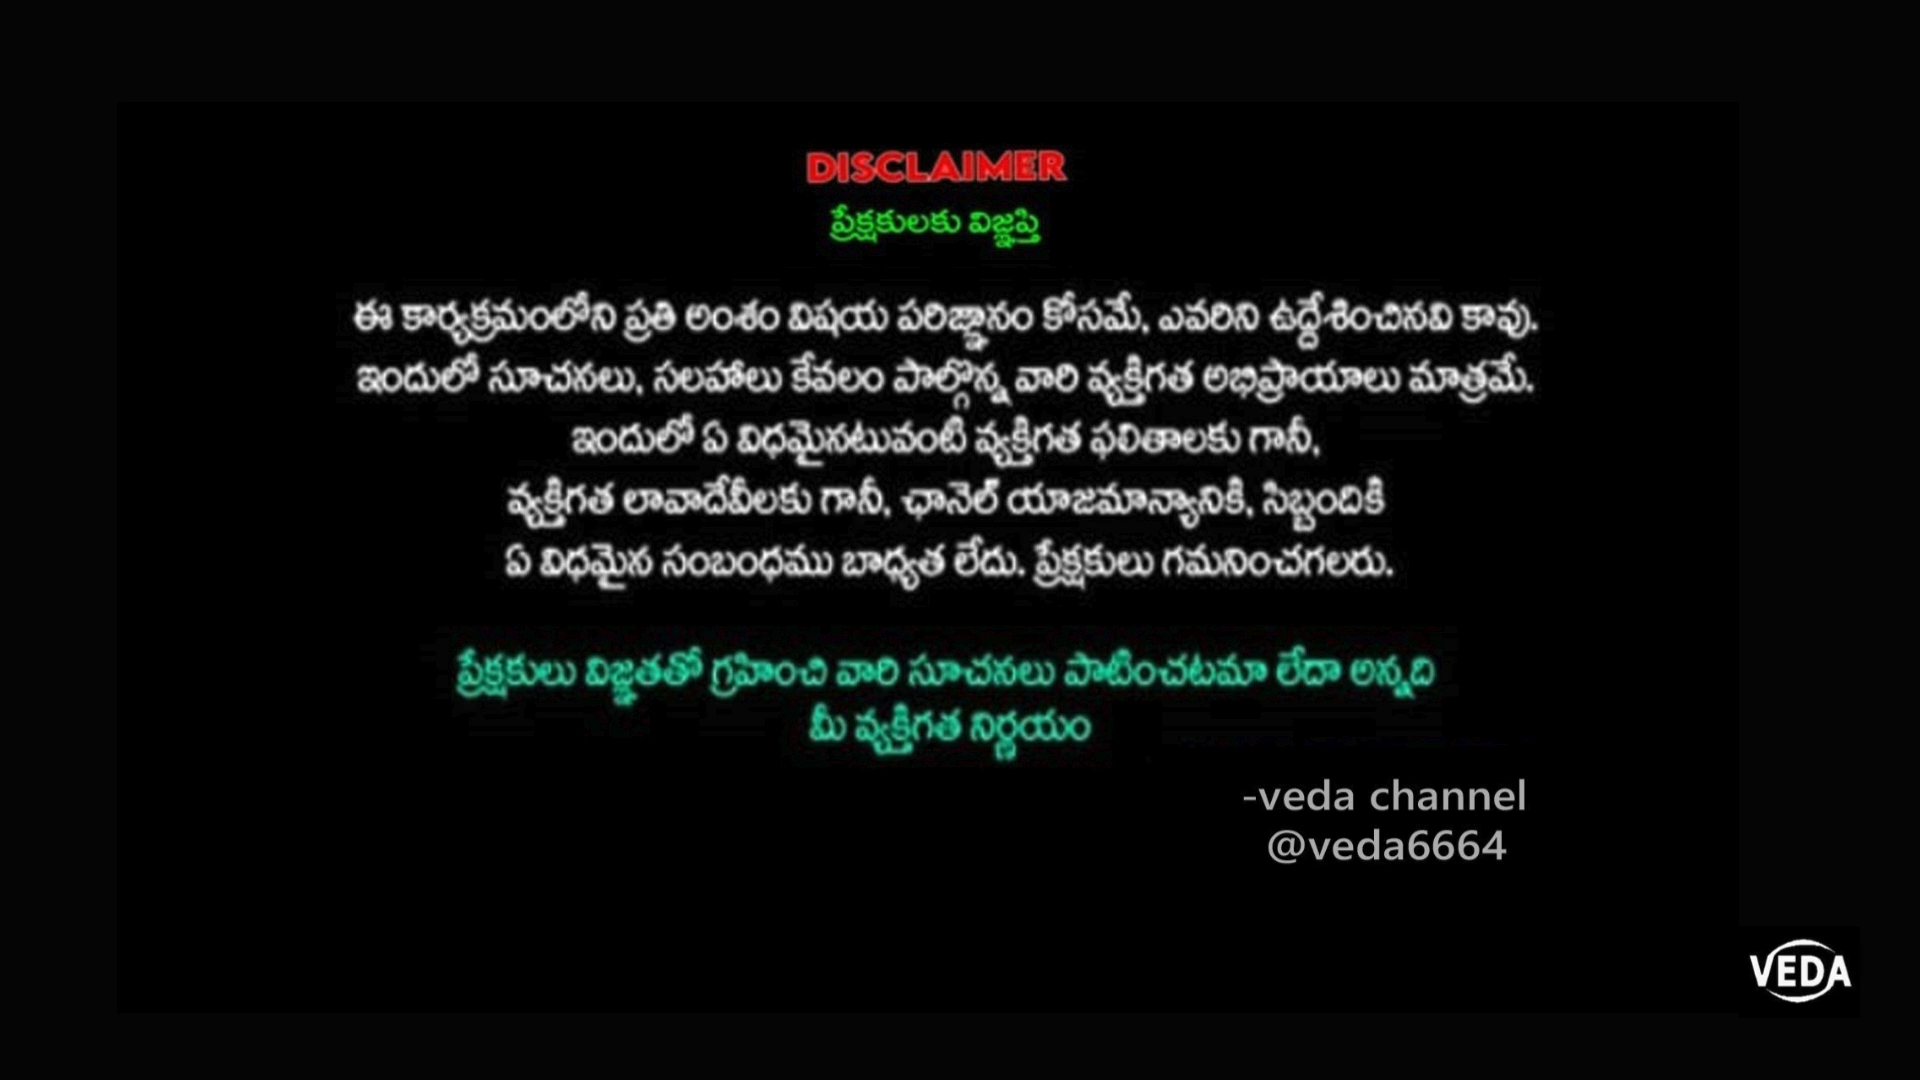 DISCLAIMER
ప్రేక్షకులకు విజ్ఞప్తి
ఈ కార్యక్రమంలోని ప్రతి అంశం విషయ పరిజ్ఞానం కోసమే, ఎవరిని ఉద్దేశించినవి కావు.
ఇందులో సూచనలు, సలహాలు కేవలం పాల్గొన్న వారి వ్యక్తిగత అభిప్రాయాలు మాత్రమే.
ఇందులో ఏ విధమైనటువంటి వ్యక్తిగత ఫలితాలకు గానీ,
వ్యక్తిగత లావాదేవీలకు గానీ, ఛానెల్ యాజమాన్యానికి, సిబ్బందికి
ఏ విధమైన సంబంధము బాధ్యత లేదు. ప్రేక్షకులు గమనించగలరు.
ప్రేక్షకులు విజ్ఞతతో గ్రహించి వారి సూచనలు పాటించటమా లేదా అన్నది
మీ వ్యక్తిగత నిర్ణయం
-veda channel
@veda6664
VEDA